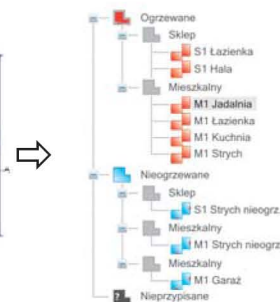 Ogrzewane
Sklep
S1 Łazienka
S1 Hala
Mieszkalny
M1 Jadalnia
M1 Łazienka
M1 Kuchnia
M1 Strych
Nieogrzewane
Sklep
S1 Strych nieogrz.
Mieszkalny
M1 Strych nieogrz
Mieszkalny
M1 Garaż
Nieprzypisane